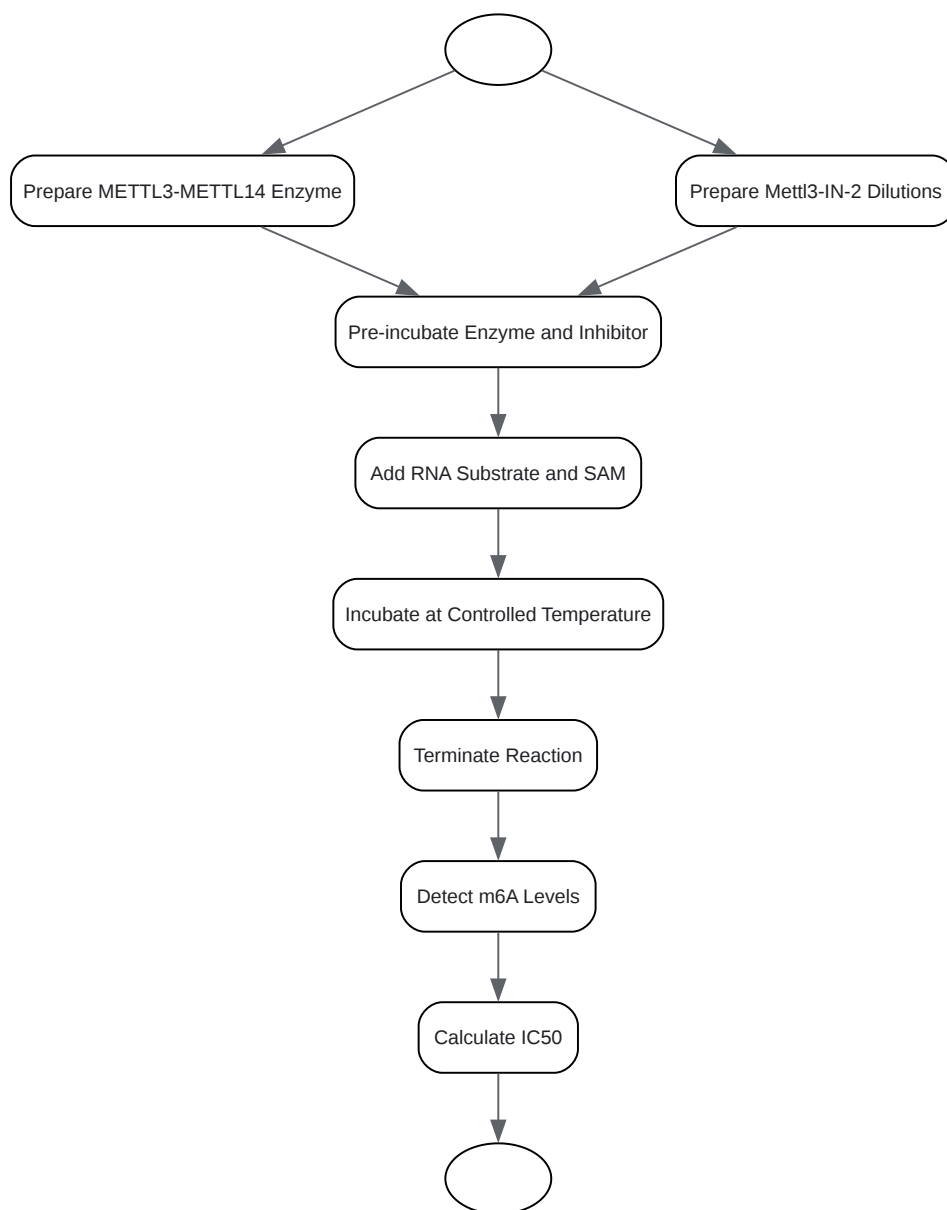 Prepare METTL3-METTL14 Enzyme
Prepare Mettl3-IN-2 Dilutions
Pre-incubate Enzyme and Inhibitor
Add RNA Substrate and SAM
Incubate at Controlled Temperature
Terminate Reaction
Detect m6A Levels
Calculate IC50